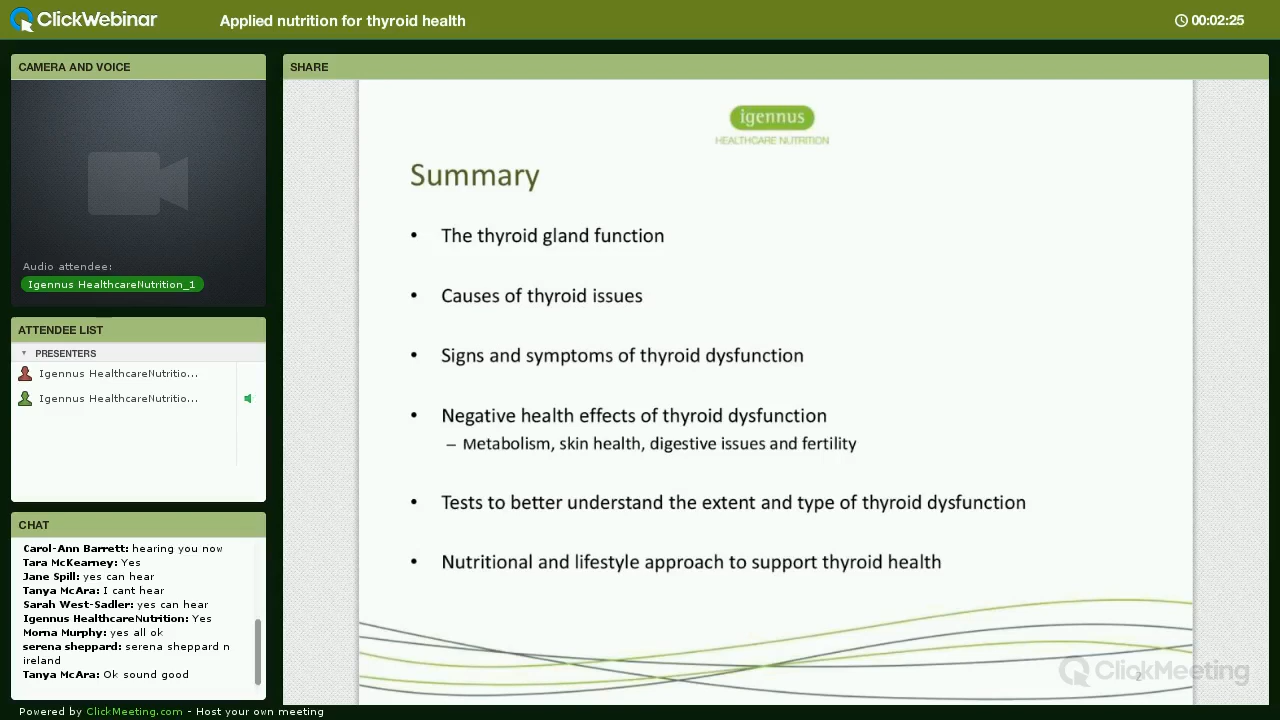 ClickWebinar
Applied nutrition for thyroid health
00:02:25
CAMERA AND VOICE
Audio attendee:
Igennus HealthcareNutrition_1
ATTENDEE LIST
PRESENTERS
Igennus HealthcareNutritio...
Igennus HealthcareNutritio...
CHAT
Carol-Ann Barrett: hearing you now
Tara McKearney: Yes
Jane Spill: yes can hear
Tanya McAra: I cant hear
Sarah West-Sadler: yes can hear
Igennus HealthcareNutrition: Yes
Morna Murphy: yes all ok
serena sheppard: serena sheppard n
ireland
Tanya McAra: Ok sound good
SHARE
igennus
HEALTHCARE NUTRITION
Summary
• The thyroid gland function
• Causes of thyroid issues
• Signs and symptoms of thyroid dysfunction
• Negative health effects of thyroid dysfunction
– Metabolism, skin health, digestive issues and fertility
• Tests to better understand the extent and type of thyroid dysfunction
• Nutritional and lifestyle approach to support thyroid health
2
ClickMeeting
Powered by ClickMeeting.com - Host your own meeting